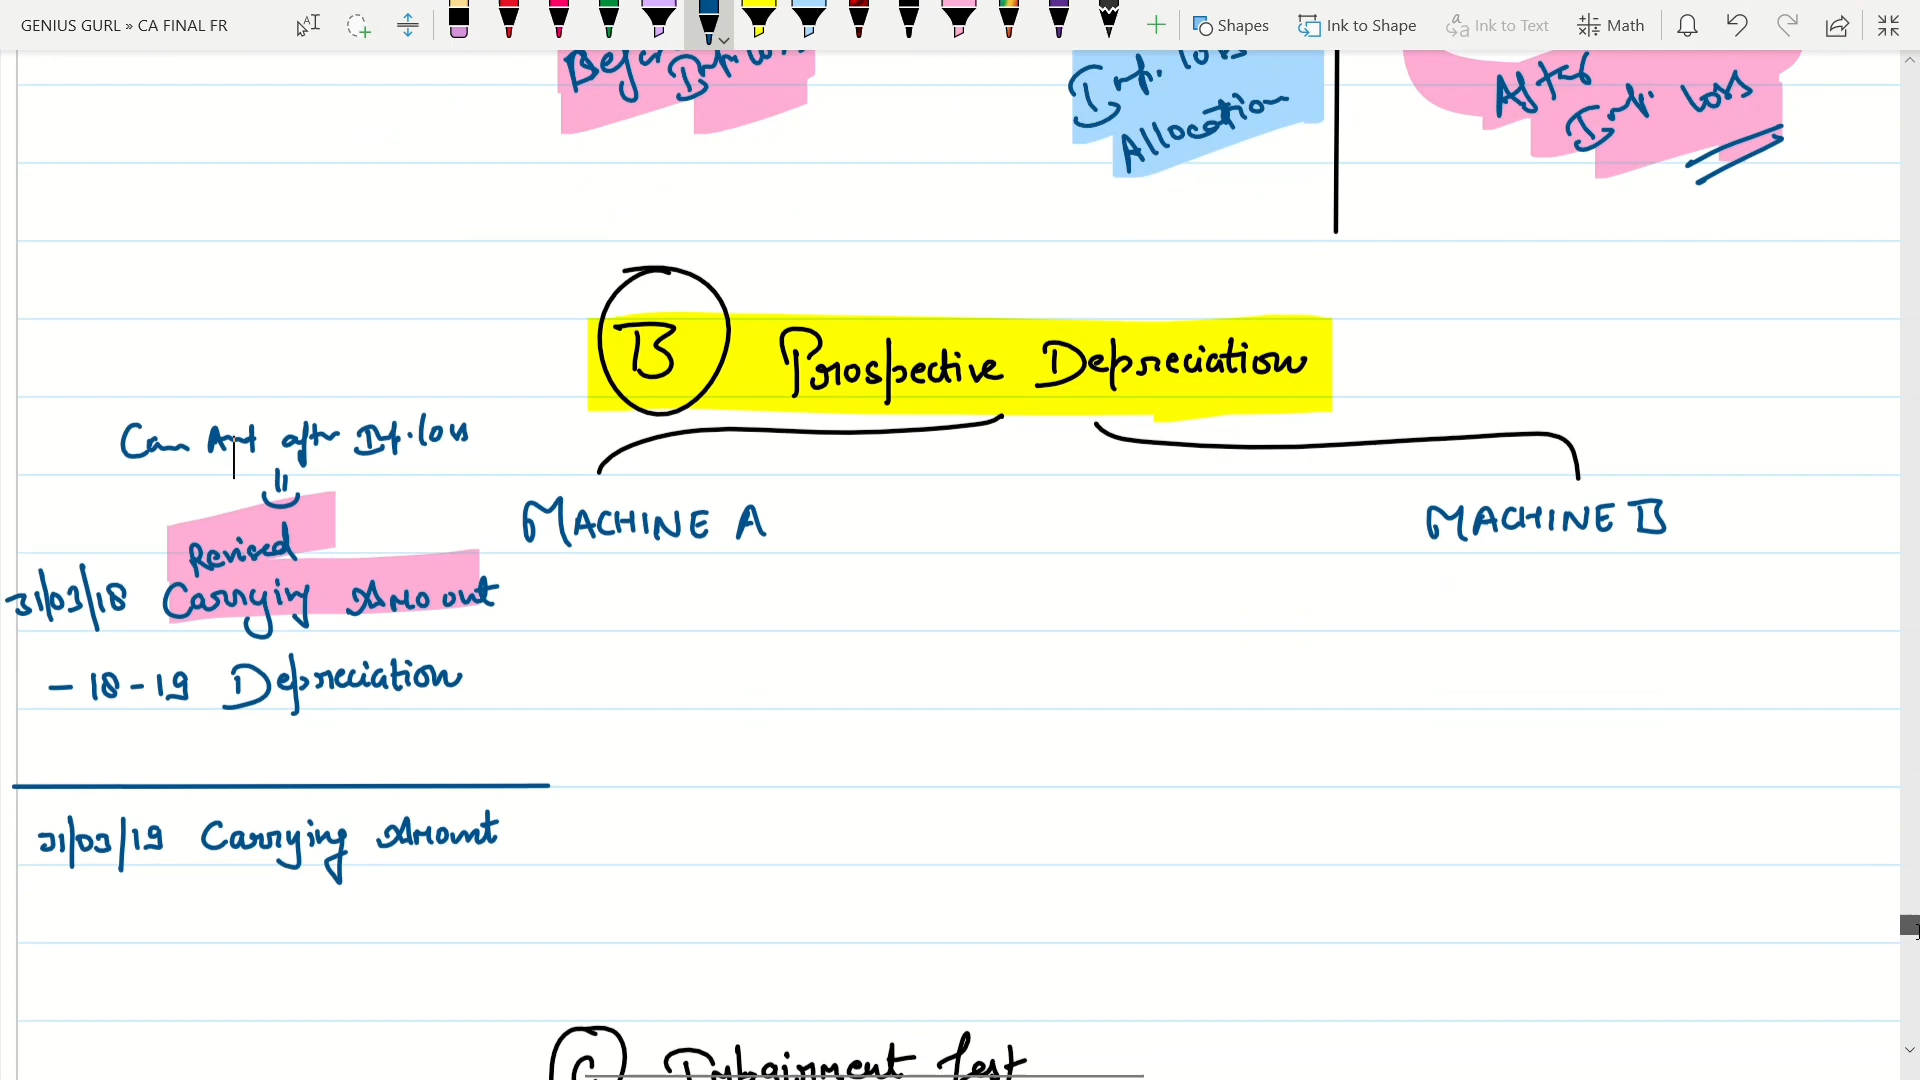 GENIUS GURL » CA FINAL FR
Shapes
Ink to Shape
Ink to Text
Math
Imp. loss
Allocation
After
Imp. loss
B Prospective Depreciation
Carr Amt after Imp. loss
MACHINE A
MACHINE B
Revised
31/03/18 Carrying Amount
- 18-19 Depreciation
31/03/19 Carrying Amount
C Impairment Test